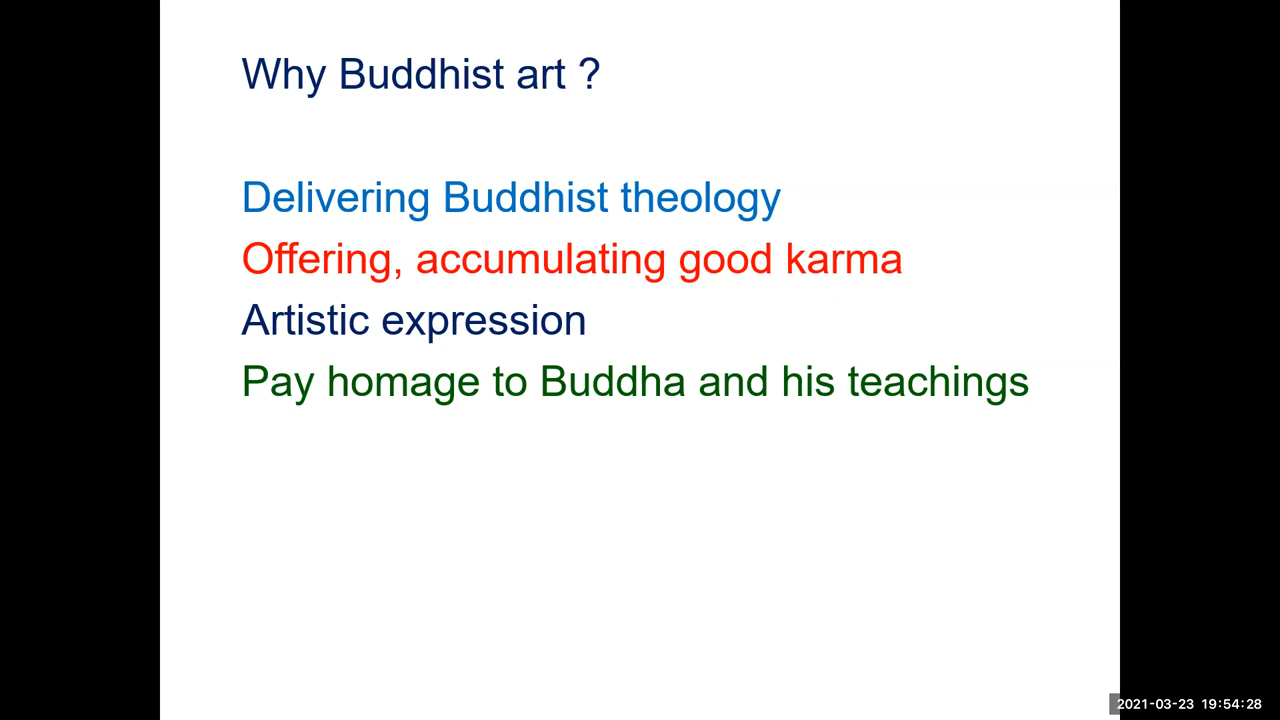 Why Buddhist art ?
Delivering Buddhist theology
Offering, accumulating good karma
Artistic expression
Pay homage to Buddha and his teachings
2021-03-23 19:54:28